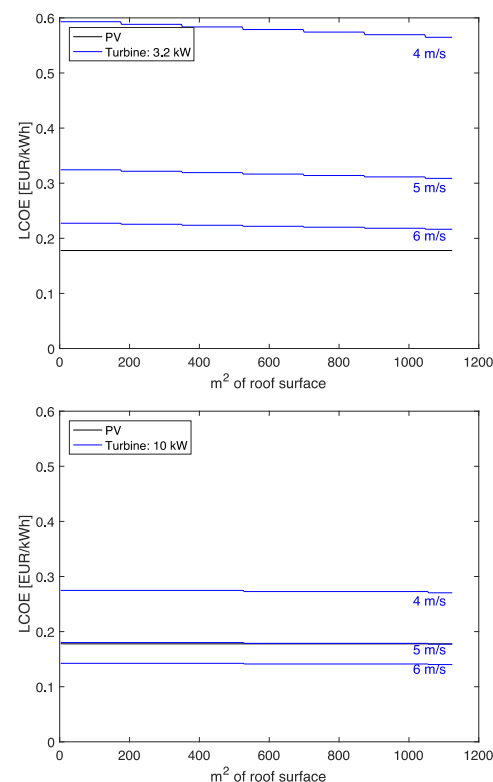 0.6
PV
Turbine: 3.2 kW
4 m/s
0.5
0.4
LCOE [EUR/kWh]
0.3
5 m/s
6 m/s
0.2
0.1
0
0 200 400 600 800 1000 1200
m² of roof surface
0.6
PV
Turbine: 10 kW
0.5
0.4
LCOE [EUR/kWh]
0.3
4 m/s
0.2
5 m/s
6 m/s
0.1
0
0 200 400 600 800 1000 1200
m² of roof surface